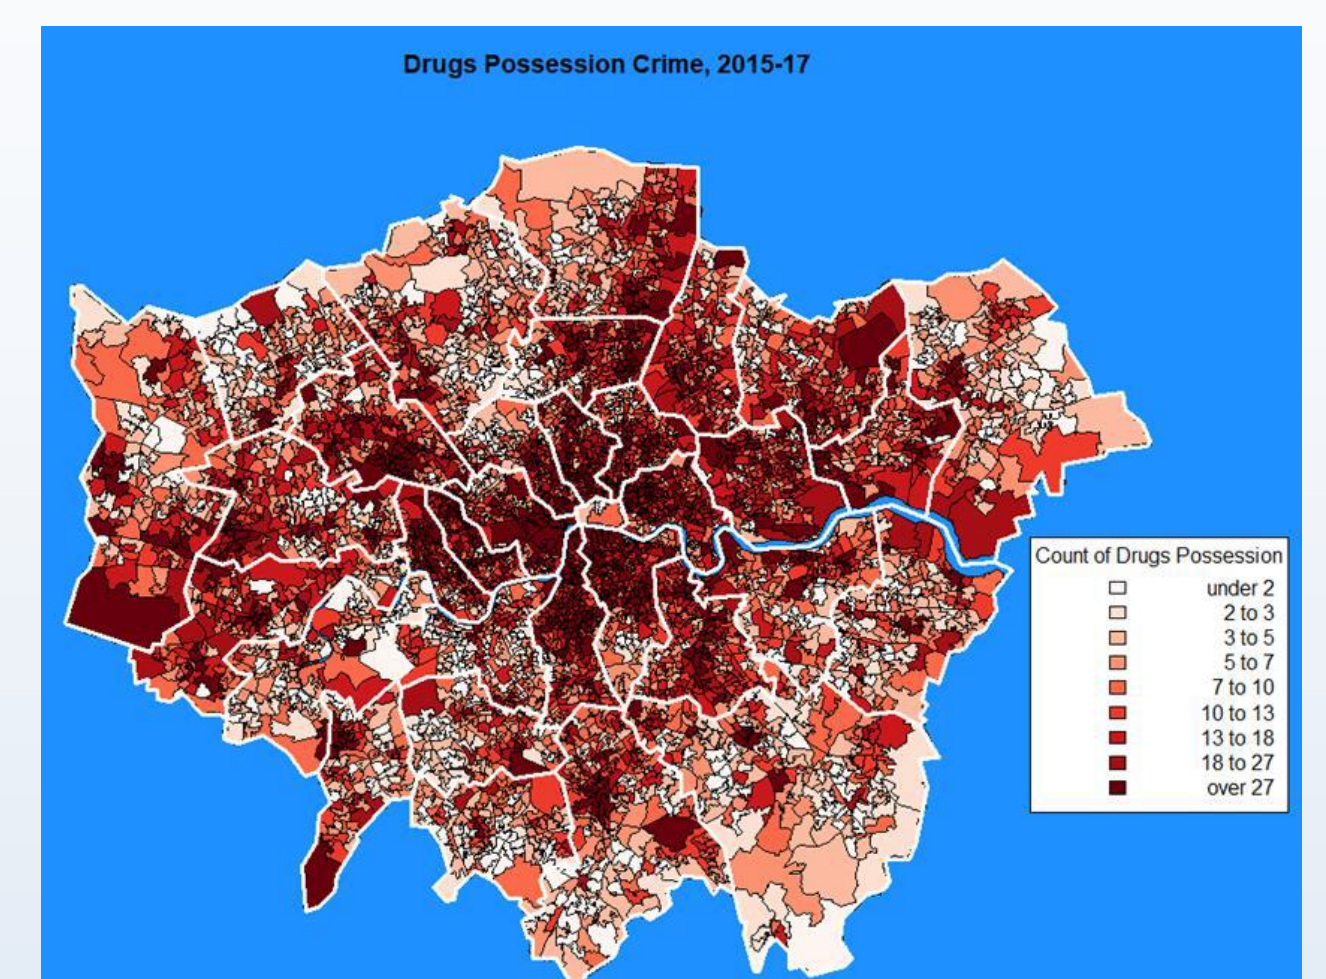 Drugs Possession Crime, 2015-17
Count of Drugs Possession
under 2
2 to 3
3 to 5
5 to 7
7 to 10
10 to 13
13 to 18
18 to 27
over 27